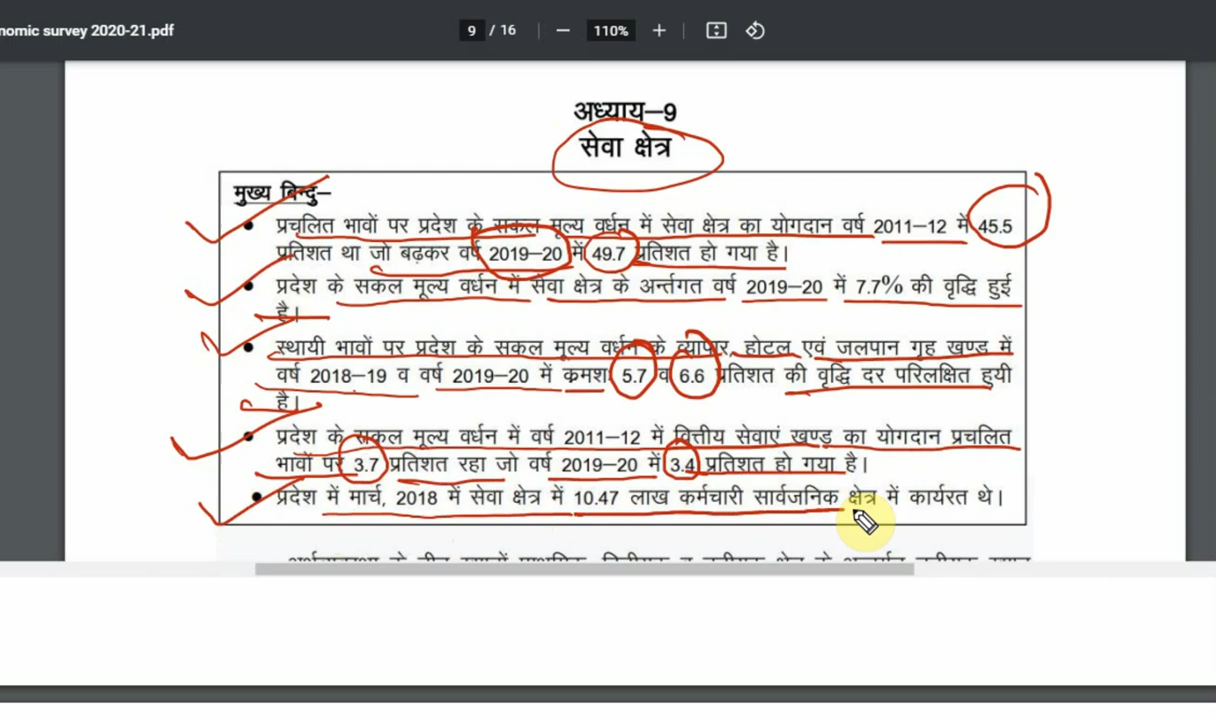 nomic survey 2020-21.pdf
9 / 16
110%
अध्याय–9
सेवा क्षेत्र
मुख्य बिन्दु–
• प्रचलित भावों पर प्रदेश के सकल मूल्य वर्धन में सेवा क्षेत्र का योगदान वर्ष 2011–12 में 45.5
प्रतिशत था जो बढ़कर वर्ष 2019–20 में 49.7 प्रतिशत हो गया है।
• प्रदेश के सकल मूल्य वर्धन में सेवा क्षेत्र के अर्न्तगत वर्ष 2019–20 में 7.7% की वृद्धि हुई
है।
• स्थायी भावों पर प्रदेश के सकल मूल्य वर्धन के व्यापार, होटल एवं जलपान गृह खण्ड में
वर्ष 2018–19 व वर्ष 2019–20 में क्रमशः 5.7 व 6.6 प्रतिशत की वृद्धि दर परिलक्षित हुयी
है।
• प्रदेश के सकल मूल्य वर्धन में वर्ष 2011–12 में वित्तीय सेवाएं खण्ड का योगदान प्रचलित
भावों पर 3.7 प्रतिशत रहा जो वर्ष 2019–20 में 3.4 प्रतिशत हो गया है।
• प्रदेश में मार्च, 2018 में सेवा क्षेत्र में 10.47 लाख कर्मचारी सार्वजनिक क्षेत्र में कार्यरत थे।